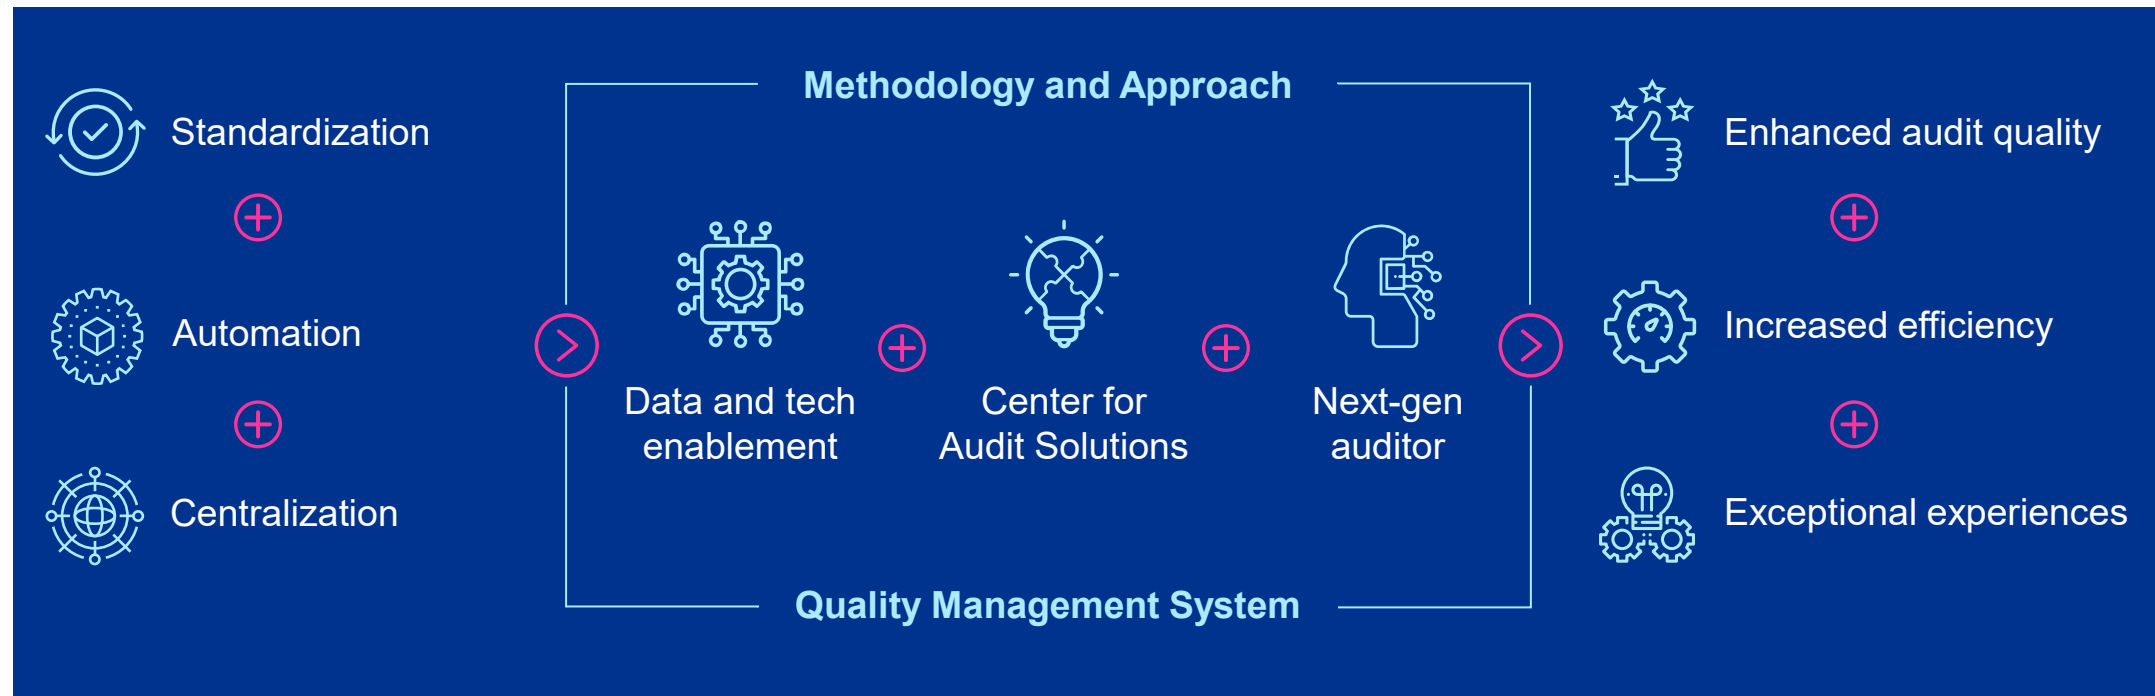 Standardization
Automation
Centralization
Methodology and Approach
Data and tech
enablement
Center for
Audit Solutions
Next-gen
auditor
Quality Management System
Enhanced audit quality
Increased efficiency
Exceptional experiences